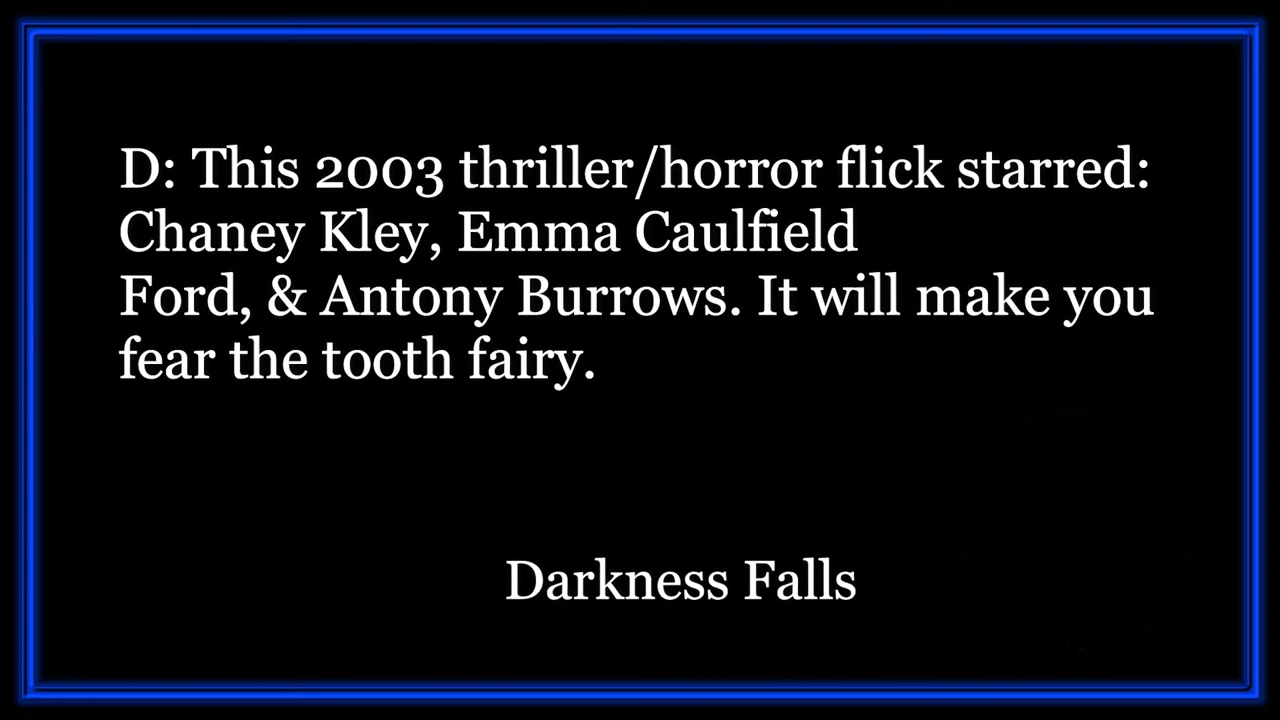 D: This 2003 thriller/horror flick starred:
Chaney Kley, Emma Caulfield
Ford, & Antony Burrows. It will make you
fear the tooth fairy.
Darkness Falls